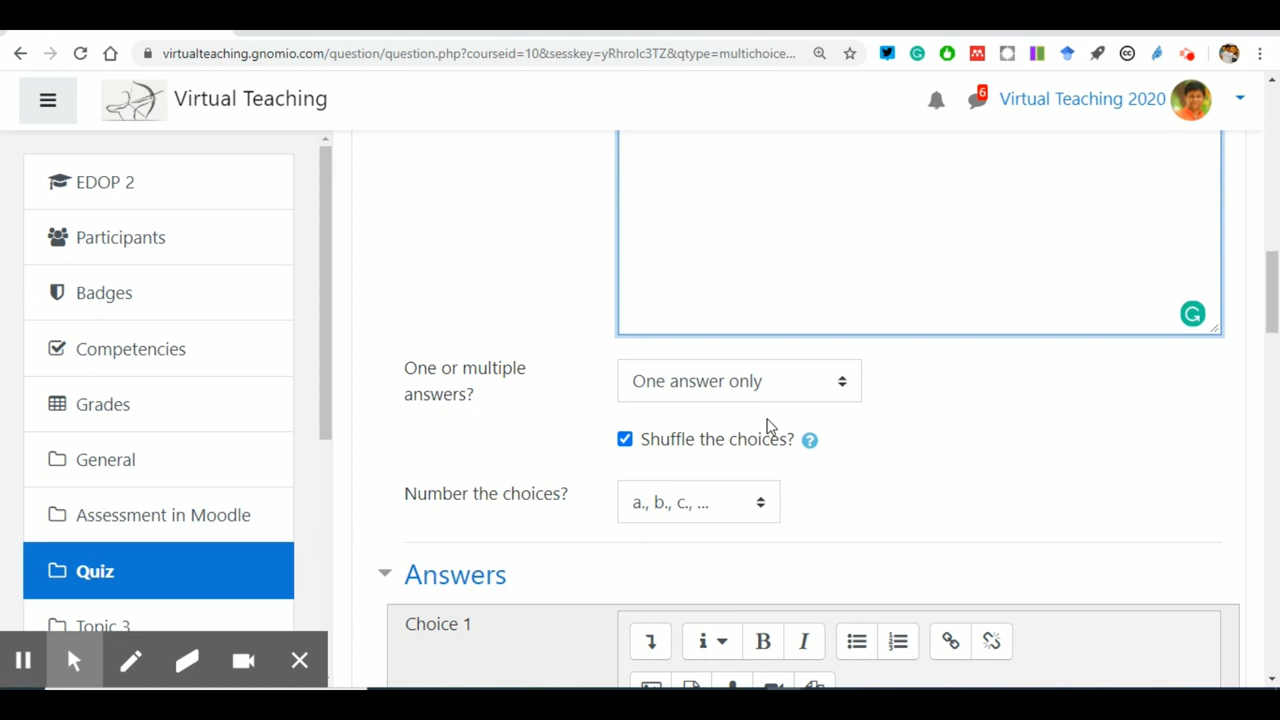 virtualteaching.gnomio.com/question/question.php?courseid=10&sesskey=yRhroIc3TZ&qtype=multichoice...
Virtual Teaching
6
Virtual Teaching 2020
EDOP 2
Participants
Badges
Competencies
Grades
General
Assessment in Moodle
Quiz
Topic 3
One or multiple
answers?
One answer only
Shuffle the choices?
Number the choices?
a., b., c., ...
Answers
Choice 1
i
B
I